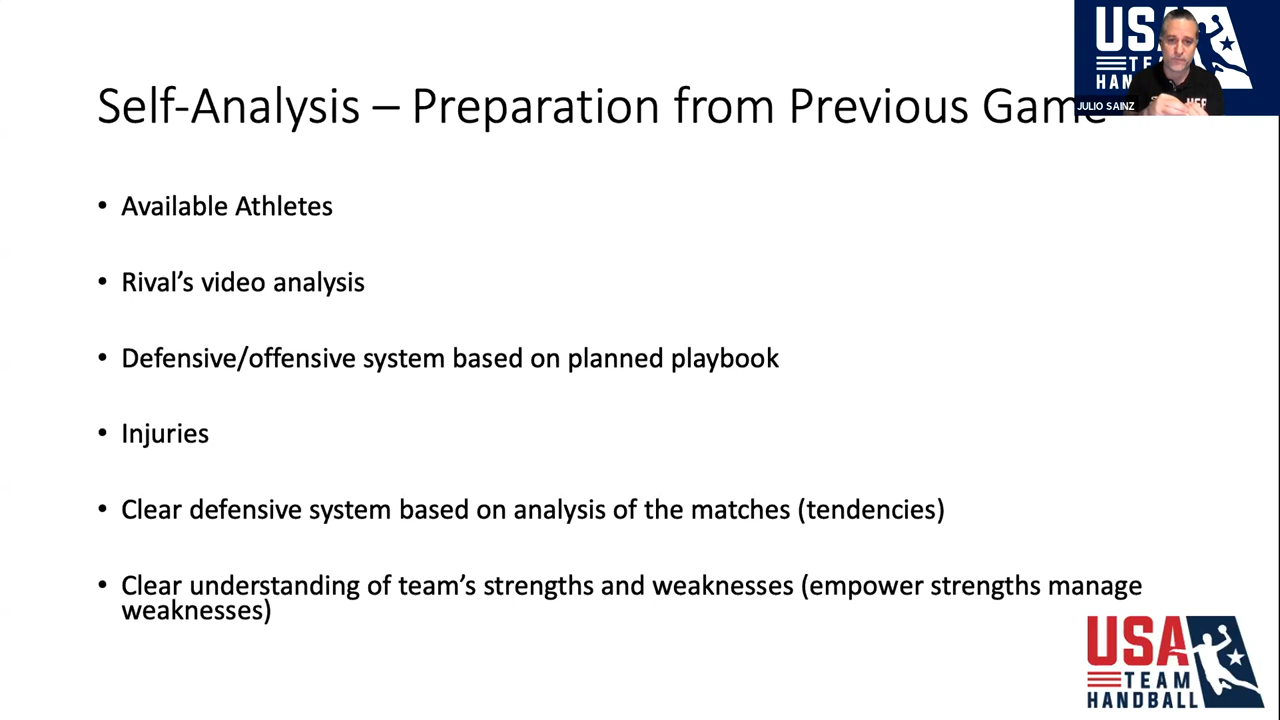 USA
TEAM
HANDBALL
JULIO SAINZ
Self-Analysis – Preparation from Previous Game
• Available Athletes
• Rival’s video analysis
• Defensive/offensive system based on planned playbook
• Injuries
• Clear defensive system based on analysis of the matches (tendencies)
• Clear understanding of team’s strengths and weaknesses (empower strengths manage
weaknesses)
USA
TEAM
HANDBALL